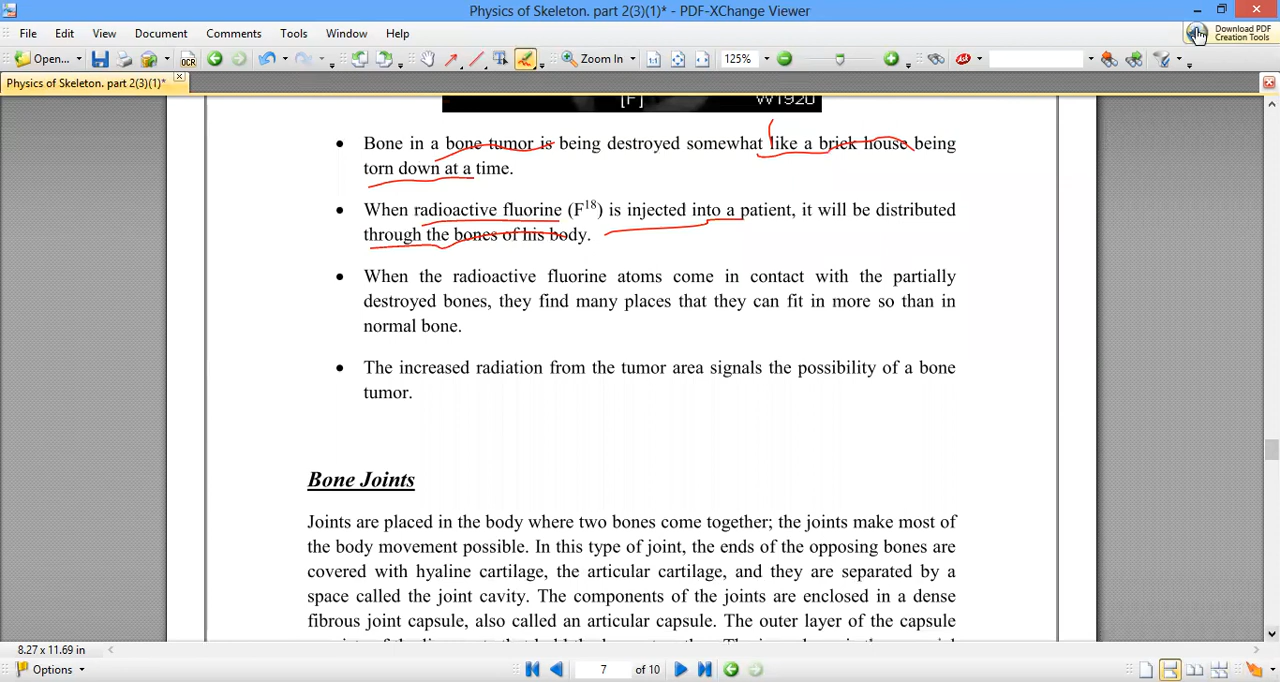 Physics of Skeleton. part 2(3)(1)* - PDF-XChange Viewer
File Edit View Document Comments Tools Window Help
Download PDF
Creation Tools
Open...
OCR
Zoom In
125%
Physics of Skeleton. part 2(3)(1)*
[F] W1920
• Bone in a bone tumor is being destroyed somewhat like a brick house being
torn down at a time.
• When radioactive fluorine (F18) is injected into a patient, it will be distributed
through the bones of his body.
• When the radioactive fluorine atoms come in contact with the partially
destroyed bones, they find many places that they can fit in more so than in
normal bone.
• The increased radiation from the tumor area signals the possibility of a bone
tumor.
Bone Joints
Joints are placed in the body where two bones come together; the joints make most of
the body movement possible. In this type of joint, the ends of the opposing bones are
covered with hyaline cartilage, the articular cartilage, and they are separated by a
space called the joint cavity. The components of the joints are enclosed in a dense
fibrous joint capsule, also called an articular capsule. The outer layer of the capsule
8.27 x 11.69 in
Options
7 of 10